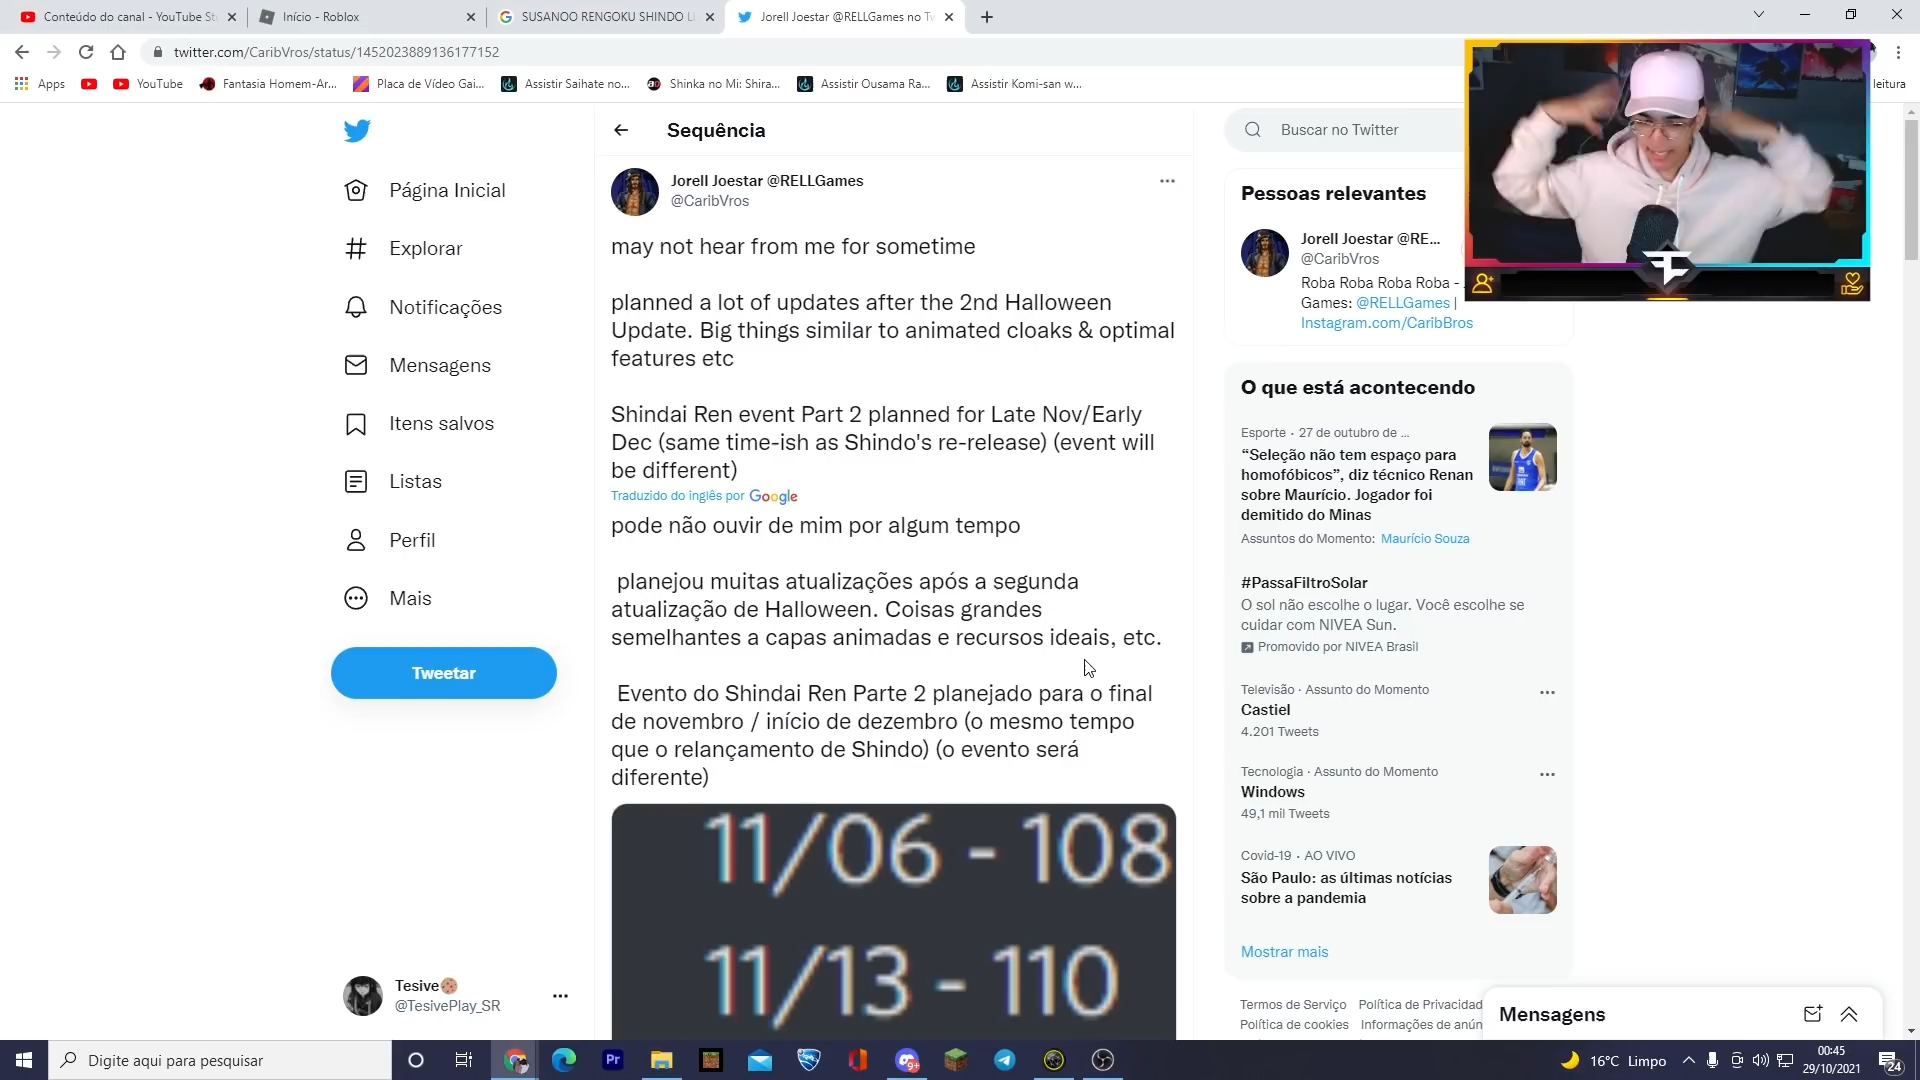 Conteúdo do canal - YouTube St
Início - Roblox
SUSANOO RENGOKU SHINDO LI
Jorell Joestar @RELLGames no Tw
twitter.com/CaribVros/status/1452023889136177152
Apps
YouTube
Fantasia Homem-Ar...
Placa de Vídeo Gai...
Assistir Saihate no...
Shinka no Mi: Shira...
Assistir Ousama Ra...
Assistir Komi-san w...
leitura
Página Inicial
Explorar
Notificações
Mensagens
Itens salvos
Listas
Perfil
Mais
Tweetar
Tesive
@TesivePlay_SR
Sequência
Jorell Joestar @RELLGames
@CaribVros
may not hear from me for sometime
planned a lot of updates after the 2nd Halloween
Update. Big things similar to animated cloaks & optimal
features etc
Shindai Ren event Part 2 planned for Late Nov/Early
Dec (same time-ish as Shindo's re-release) (event will
be different)
Traduzido do inglês por Google
pode não ouvir de mim por algum tempo
planejou muitas atualizações após a segunda
atualização de Halloween. Coisas grandes
semelhantes a capas animadas e recursos ideais, etc.
Evento do Shindai Ren Parte 2 planejado para o final
de novembro / início de dezembro (o mesmo tempo
que o relançamento de Shindo) (o evento será
diferente)
11/06 - 108
11/13 - 110
Buscar no Twitter
Pessoas relevantes
Jorell Joestar @RE...
@CaribVros
Roba Roba Roba Roba -
Games: @RELLGames |
Instagram.com/CaribBros
O que está acontecendo
Esporte · 27 de outubro de ...
“Seleção não tem espaço para
homofóbicos”, diz técnico Renan
sobre Maurício. Jogador foi
demitido do Minas
Assuntos do Momento: Maurício Souza
#PassaFiltroSolar
O sol não escolhe o lugar. Você escolhe se
cuidar com NIVEA Sun.
Promovido por NIVEA Brasil
Televisão · Assunto do Momento
Castiel
4.201 Tweets
Tecnologia · Assunto do Momento
Windows
49,1 mil Tweets
Covid-19 · AO VIVO
São Paulo: as últimas notícias
sobre a pandemia
Mostrar mais
Termos de Serviço Política de Privacidad
Política de cookies Informações de anún
Mensagens
Digite aqui para pesquisar
Pr
9+
16°C Limpo
00:45
29/10/2021
24